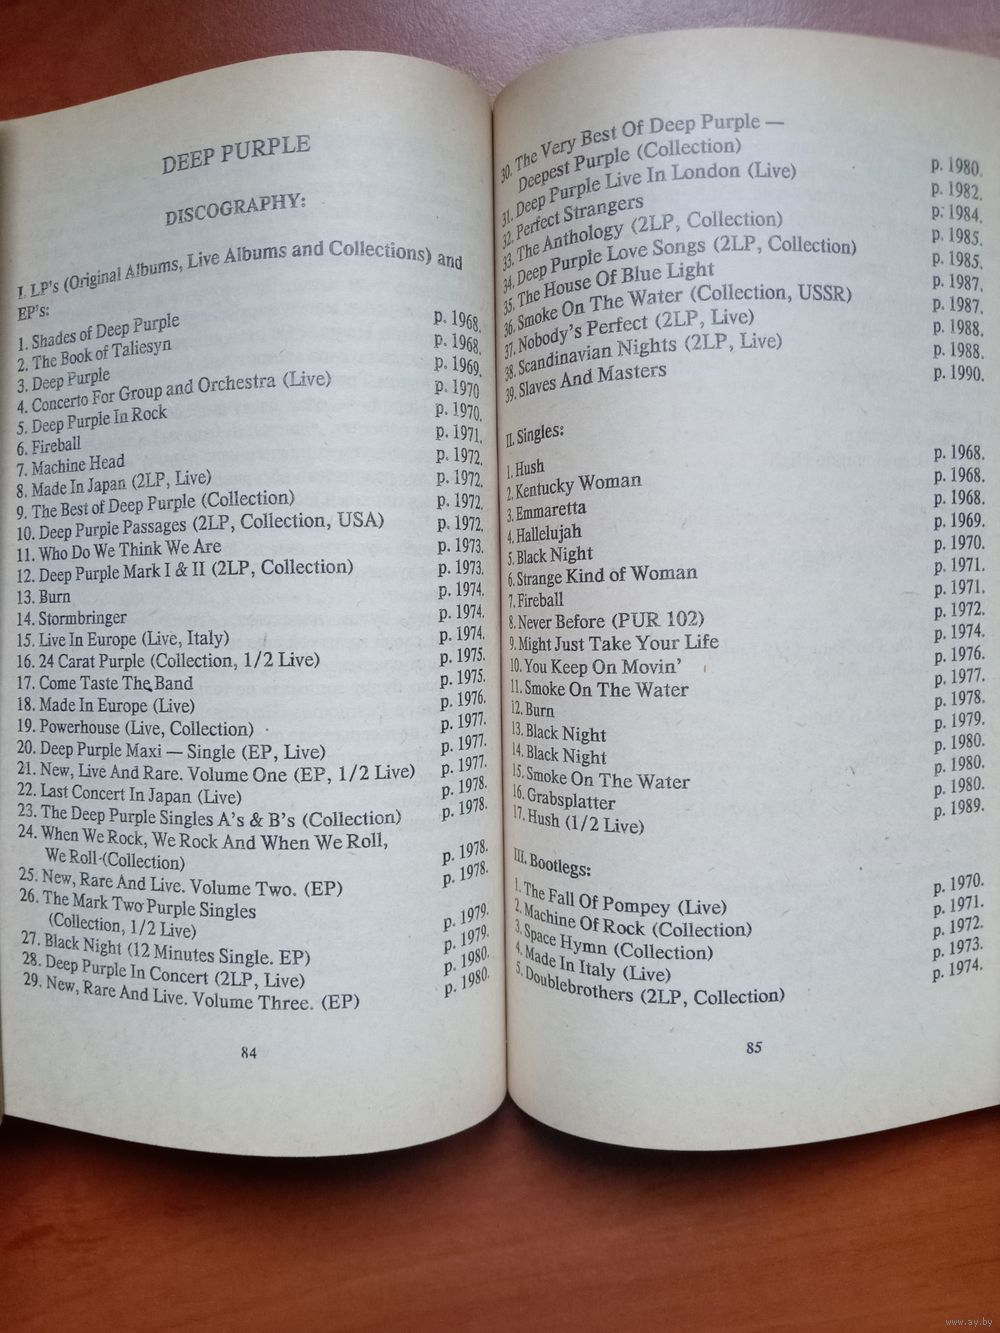 DEEP PURPLE
DISCOGRAPHY:
I. LP's (Original Albums, Live Albums and Collections) and
EP's:
1. Shades of Deep Purple p. 1968.
2. The Book of Taliesyn p. 1968.
3. Deep Purple p. 1969.
4. Concerto For Group and Orchestra (Live) p. 1970
5. Deep Purple In Rock p. 1970.
6. Fireball p. 1971.
7. Machine Head p. 1972.
8. Made In Japan (2LP, Live) p. 1972.
9. The Best of Deep Purple (Collection) p. 1972.
10. Deep Purple Passages (2LP, Collection, USA) p. 1972.
11. Who Do We Think We Are p. 1973.
12. Deep Purple Mark I & II (2LP, Collection) p. 1973.
13. Burn p. 1974.
14. Stormbringer p. 1974.
15. Live In Europe (Live, Italy) p. 1974.
16. 24 Carat Purple (Collection, 1/2 Live) p. 1975.
17. Come Taste The Band p. 1975.
18. Made In Europe (Live) p. 1976.
19. Powerhouse (Live, Collection) p. 1977.
20. Deep Purple Maxi — Single (EP, Live) p. 1977.
21. New, Live And Rare. Volume One (EP, 1/2 Live) p. 1977.
22. Last Concert In Japan (Live) p. 1978.
23. The Deep Purple Singles A's & B's (Collection) p. 1978.
24. When We Rock, We Rock And When We Roll,
We Roll (Collection) p. 1978.
25. New, Rare And Live. Volume Two. (EP) p. 1978.
26. The Mark Two Purple Singles
(Collection, 1/2 Live) p. 1979.
27. Black Night (12 Minutes Single. EP) p. 1979.
28. Deep Purple In Concert (2LP, Live) p. 1980.
29. New, Rare And Live. Volume Three. (EP) p. 1980.
84
30. The Very Best Of Deep Purple —
Deepest Purple (Collection) p. 1980.
31. Deep Purple Live In London (Live) p. 1982.
32. Perfect Strangers p. 1984.
33. The Anthology (2LP, Collection) p. 1985.
34. Deep Purple Love Songs (2LP, Collection) p. 1985.
35. The House Of Blue Light p. 1987.
36. Smoke On The Water (Collection, USSR) p. 1987.
37. Nobody's Perfect (2LP, Live) p. 1988.
38. Scandinavian Nights (2LP, Live) p. 1988.
39. Slaves And Masters p. 1990.
II. Singles:
1. Hush p. 1968.
2. Kentucky Woman p. 1968.
3. Emmaretta p. 1968.
4. Hallelujah p. 1969.
5. Black Night p. 1970.
6. Strange Kind of Woman p. 1971.
7. Fireball p. 1971.
8. Never Before (PUR 102) p. 1972.
9. Might Just Take Your Life p. 1974.
10. You Keep On Movin' p. 1976.
11. Smoke On The Water p. 1977.
12. Burn p. 1978.
13. Black Night p. 1979.
14. Black Night p. 1980.
15. Smoke On The Water p. 1980.
16. Grabsplatter p. 1980.
17. Hush (1/2 Live) p. 1989.
III. Bootlegs:
1. The Fall Of Pompey (Live) p. 1970.
2. Machine Of Rock (Collection) p. 1971.
3. Space Hymn (Collection) p. 1972.
4. Made In Italy (Live) p. 1973.
5. Doublebrothers (2LP, Collection) p. 1974.
85
www.ay.by